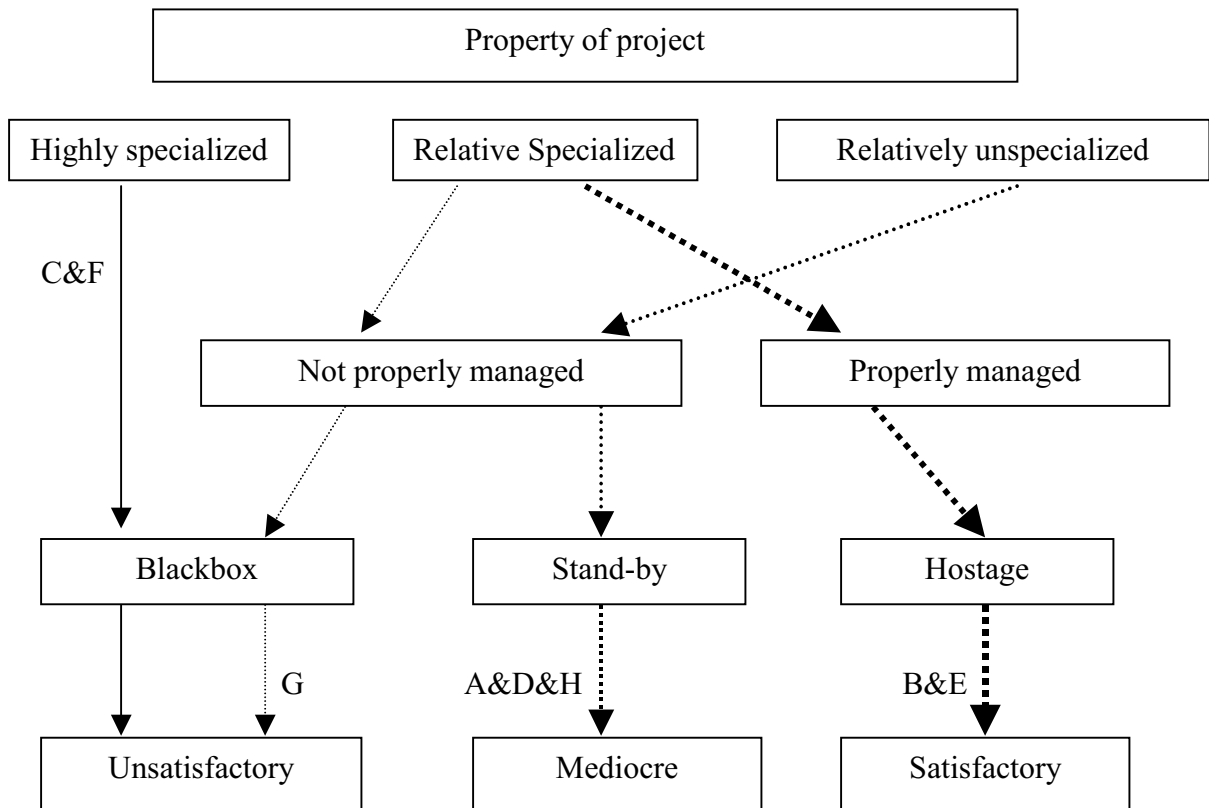 Property of project
Highly specialized
Relative Specialized
Relatively unspecialized
C&F
Not properly managed
Properly managed
Blackbox
Stand-by
Hostage
G
A&D&H
B&E
Unsatisfactory
Mediocre
Satisfactory